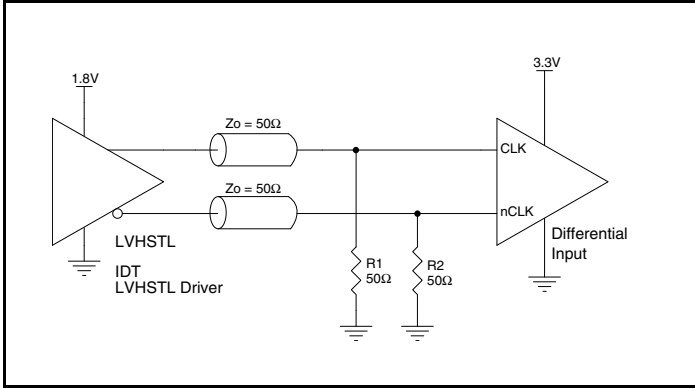 1.8V
3.3V
Zo = 50Ω
CLK
Zo = 50Ω
nCLK
LVHSTL
IDT
LVHSTL Driver
R1
50Ω
R2
50Ω
Differential
Input